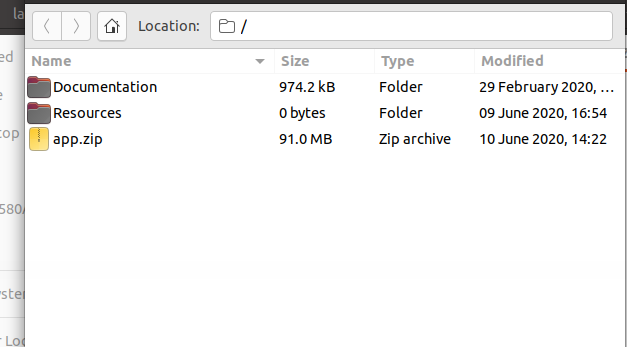 la
Location: /
Name Size Type Modified
ed
Documentation 974.2 kB Folder 29 February 2020, ...
e
Resources 0 bytes Folder 09 June 2020, 16:54
top
app.zip 91.0 MB Zip archive 10 June 2020, 14:22
580/
yster
r Loc